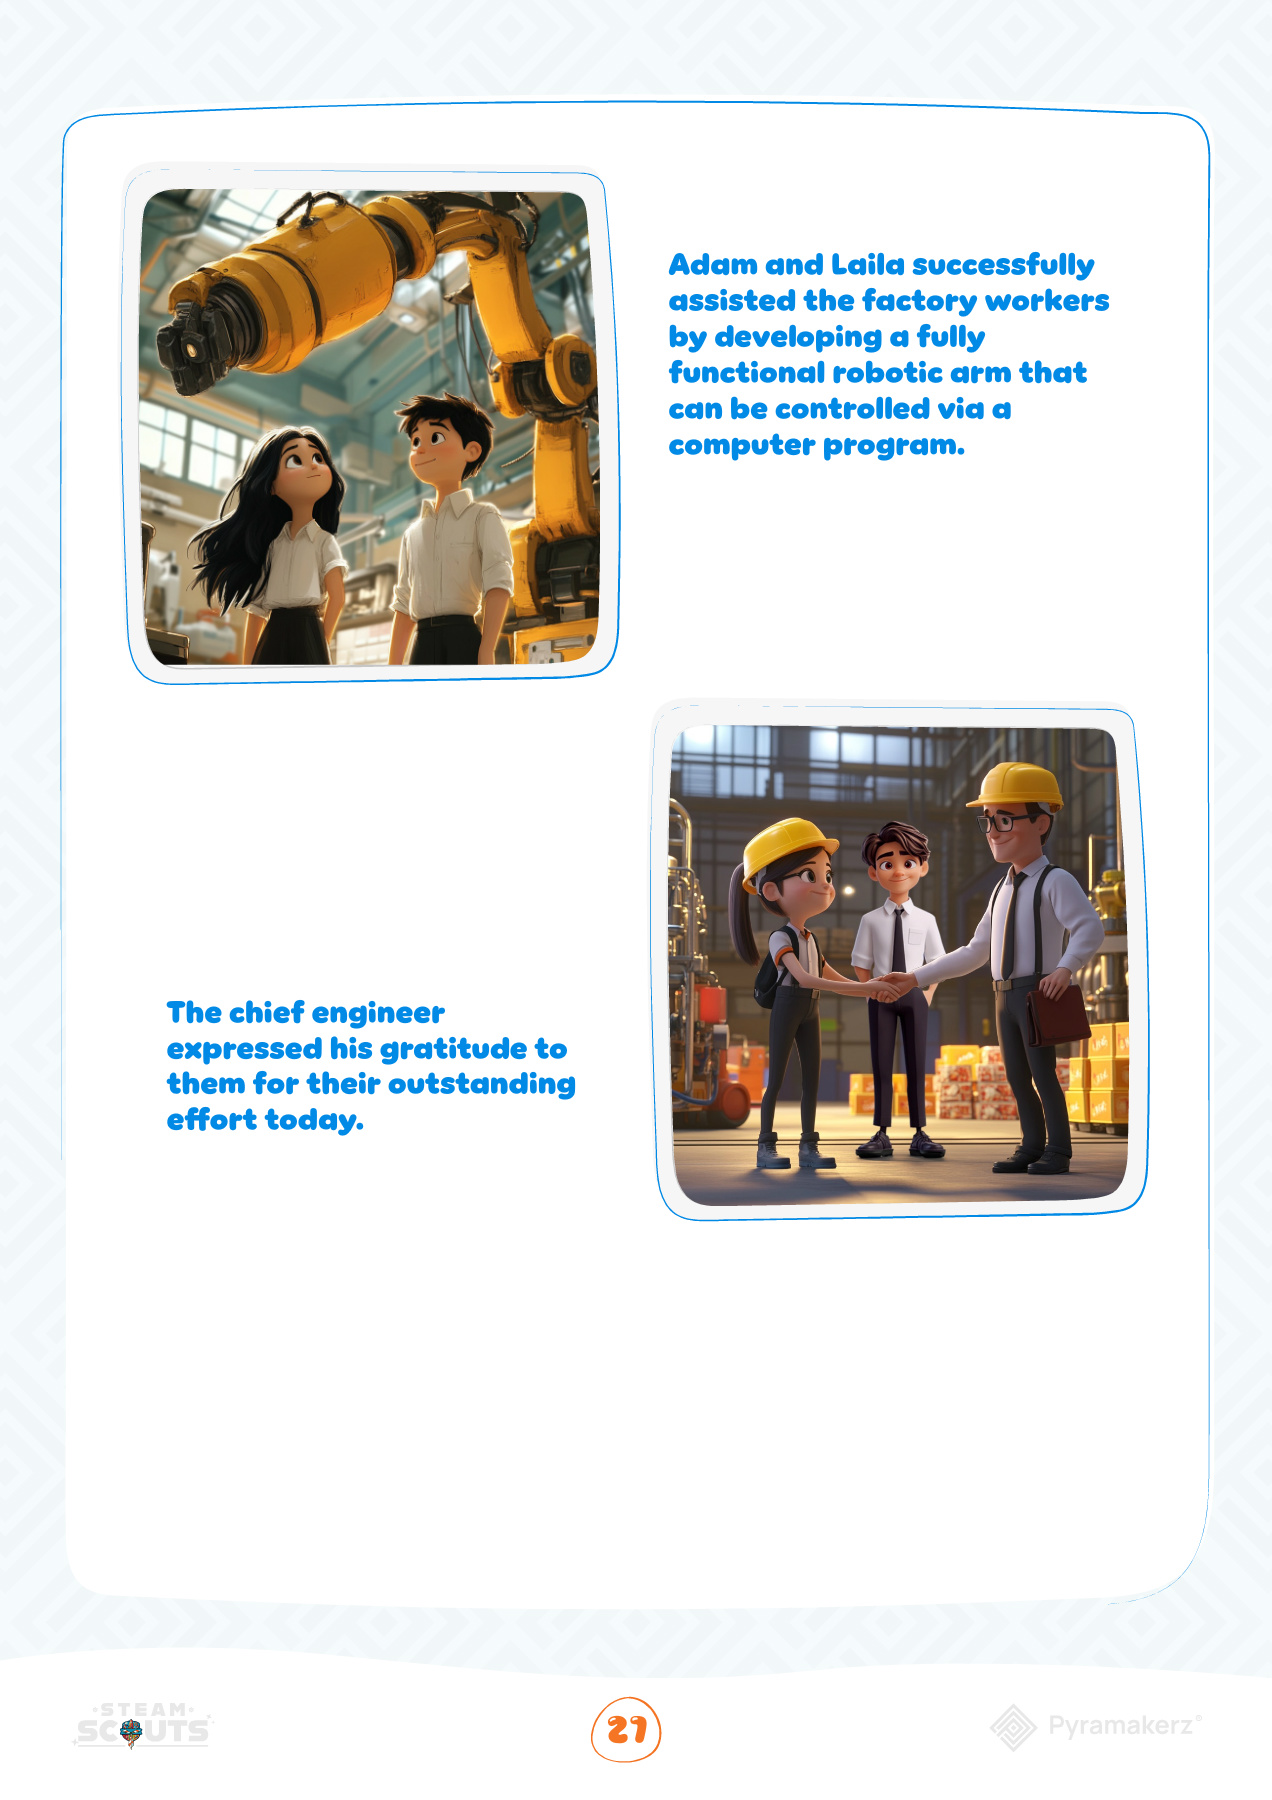 Adam and Laila successfully
assisted the factory workers
by developing a fully
functional robotic arm that
can be controlled via a
computer program.
The chief engineer
expressed his gratitude to
them for their outstanding
effort today.
STEAM
SCOUTS
27
Pyramakerz